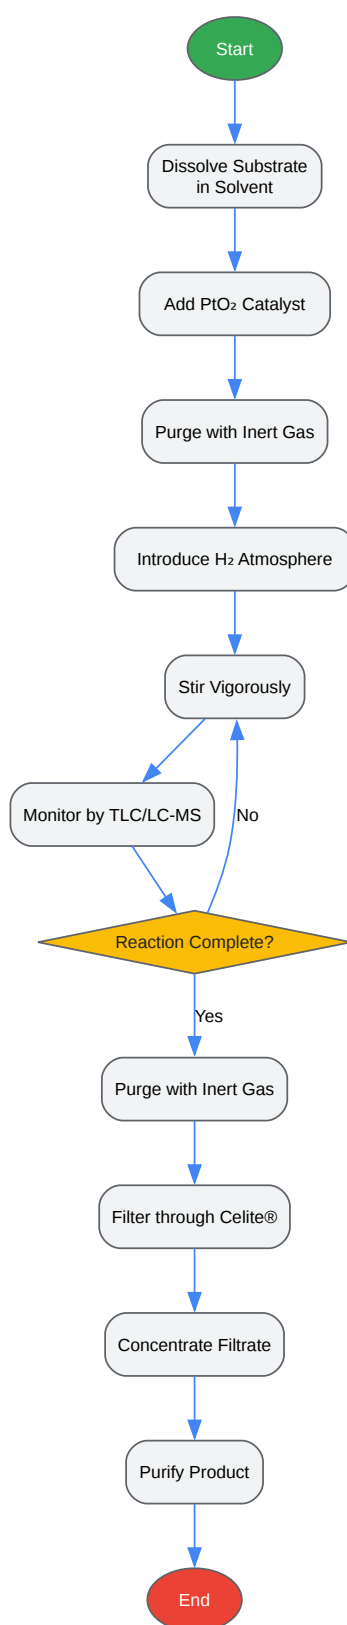 Start
Dissolve Substrate
in Solvent
Add PtO₂ Catalyst
Purge with Inert Gas
Introduce H₂ Atmosphere
Stir Vigorously
Monitor by TLC/LC-MS
No
Reaction Complete?
Yes
Purge with Inert Gas
Filter through Celite®
Concentrate Filtrate
Purify Product
End